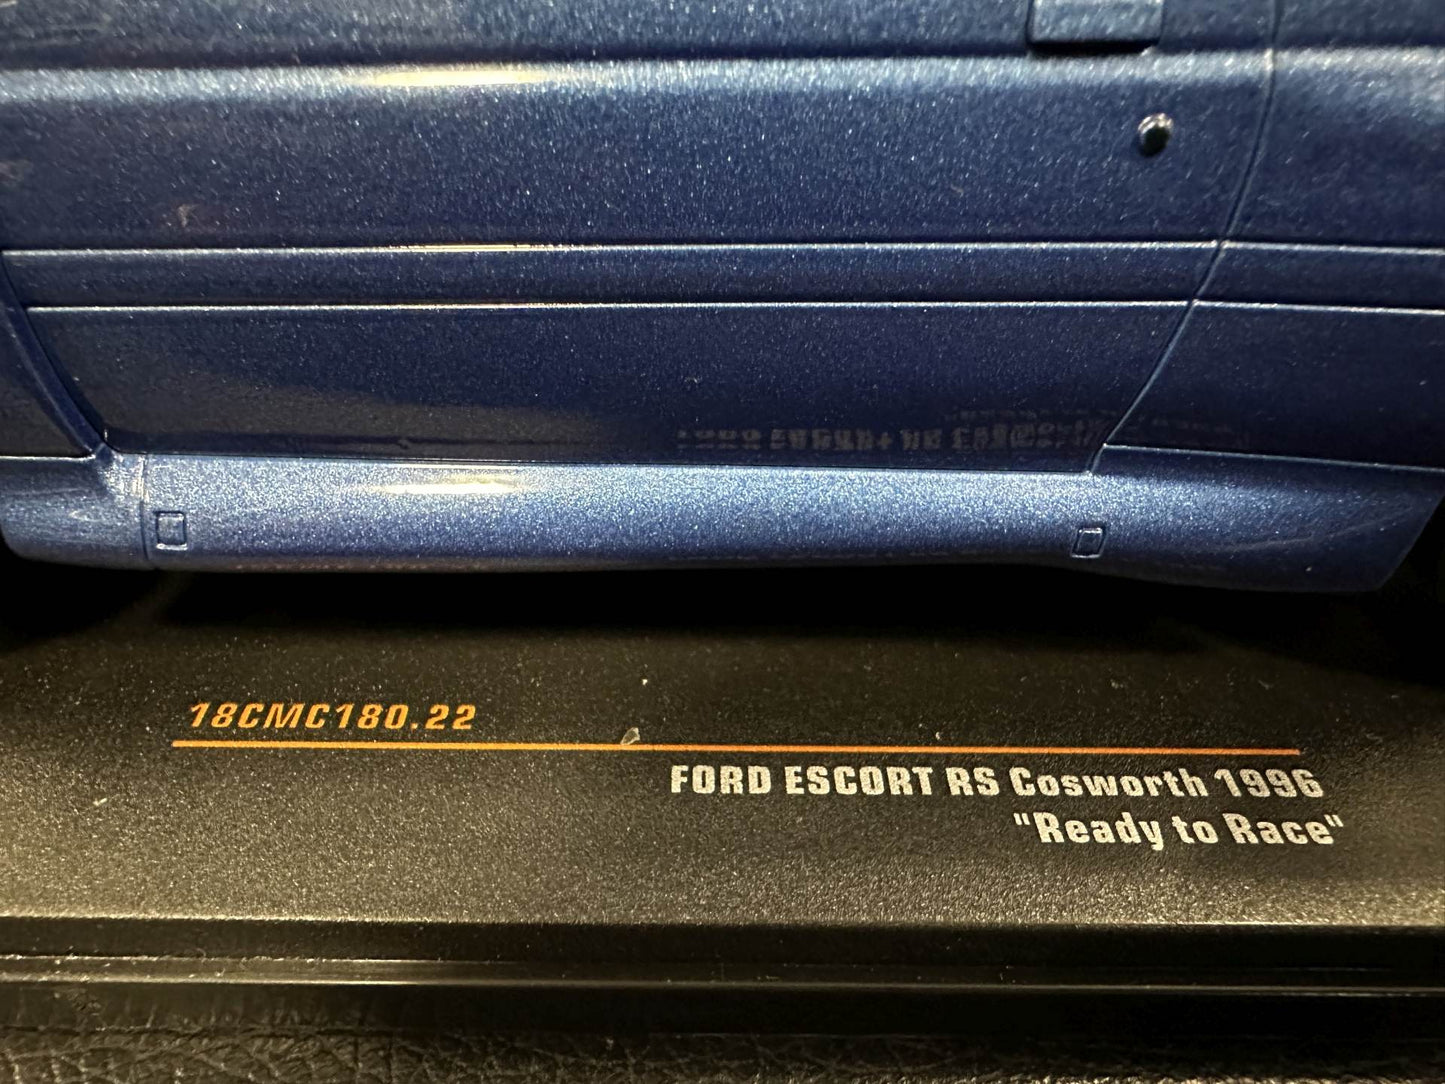 18CMC180.22
FORD ESCORT RS Cosworth 1996
"Ready to Race"